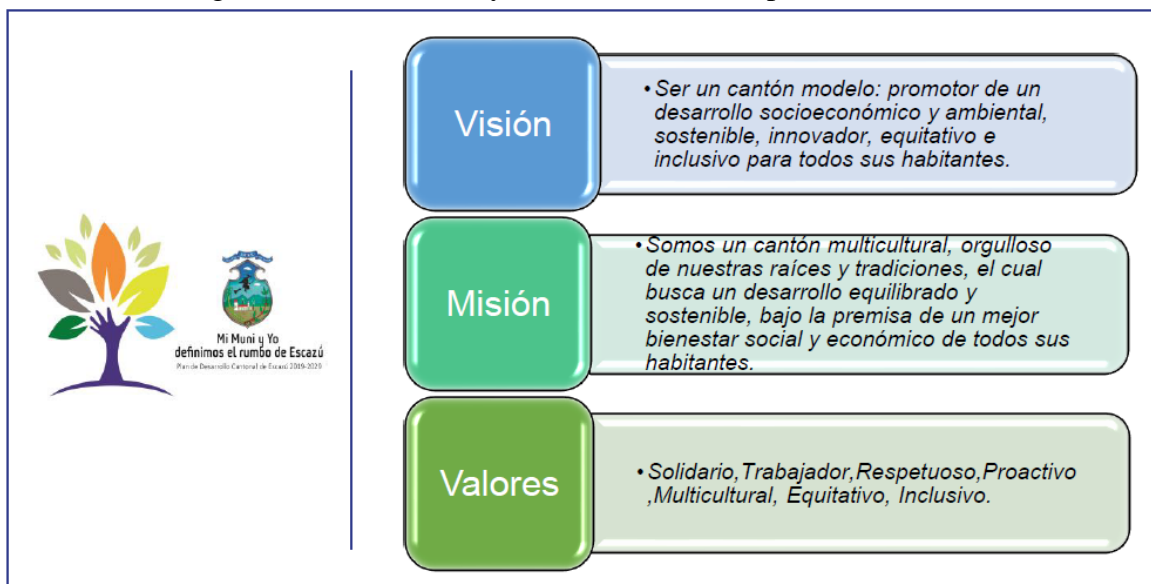 Visión
•Ser un cantón modelo: promotor de un
desarrollo socioeconómico y ambiental,
sostenible, innovador, equitativo e
inclusivo para todos sus habitantes.
Mi Muni y Yo
definimos el rumbo de Escazú
Plan de Desarrollo Cantonal de Escazú 2019-2029
Misión
•Somos un cantón multicultural, orgulloso
de nuestras raíces y tradiciones, el cual
busca un desarrollo equilibrado y
sostenible, bajo la premisa de un mejor
bienestar social y económico de todos sus
habitantes.
Valores
•Solidario,Trabajador,Respetuoso,Proactivo
,Multicultural, Equitativo, Inclusivo.